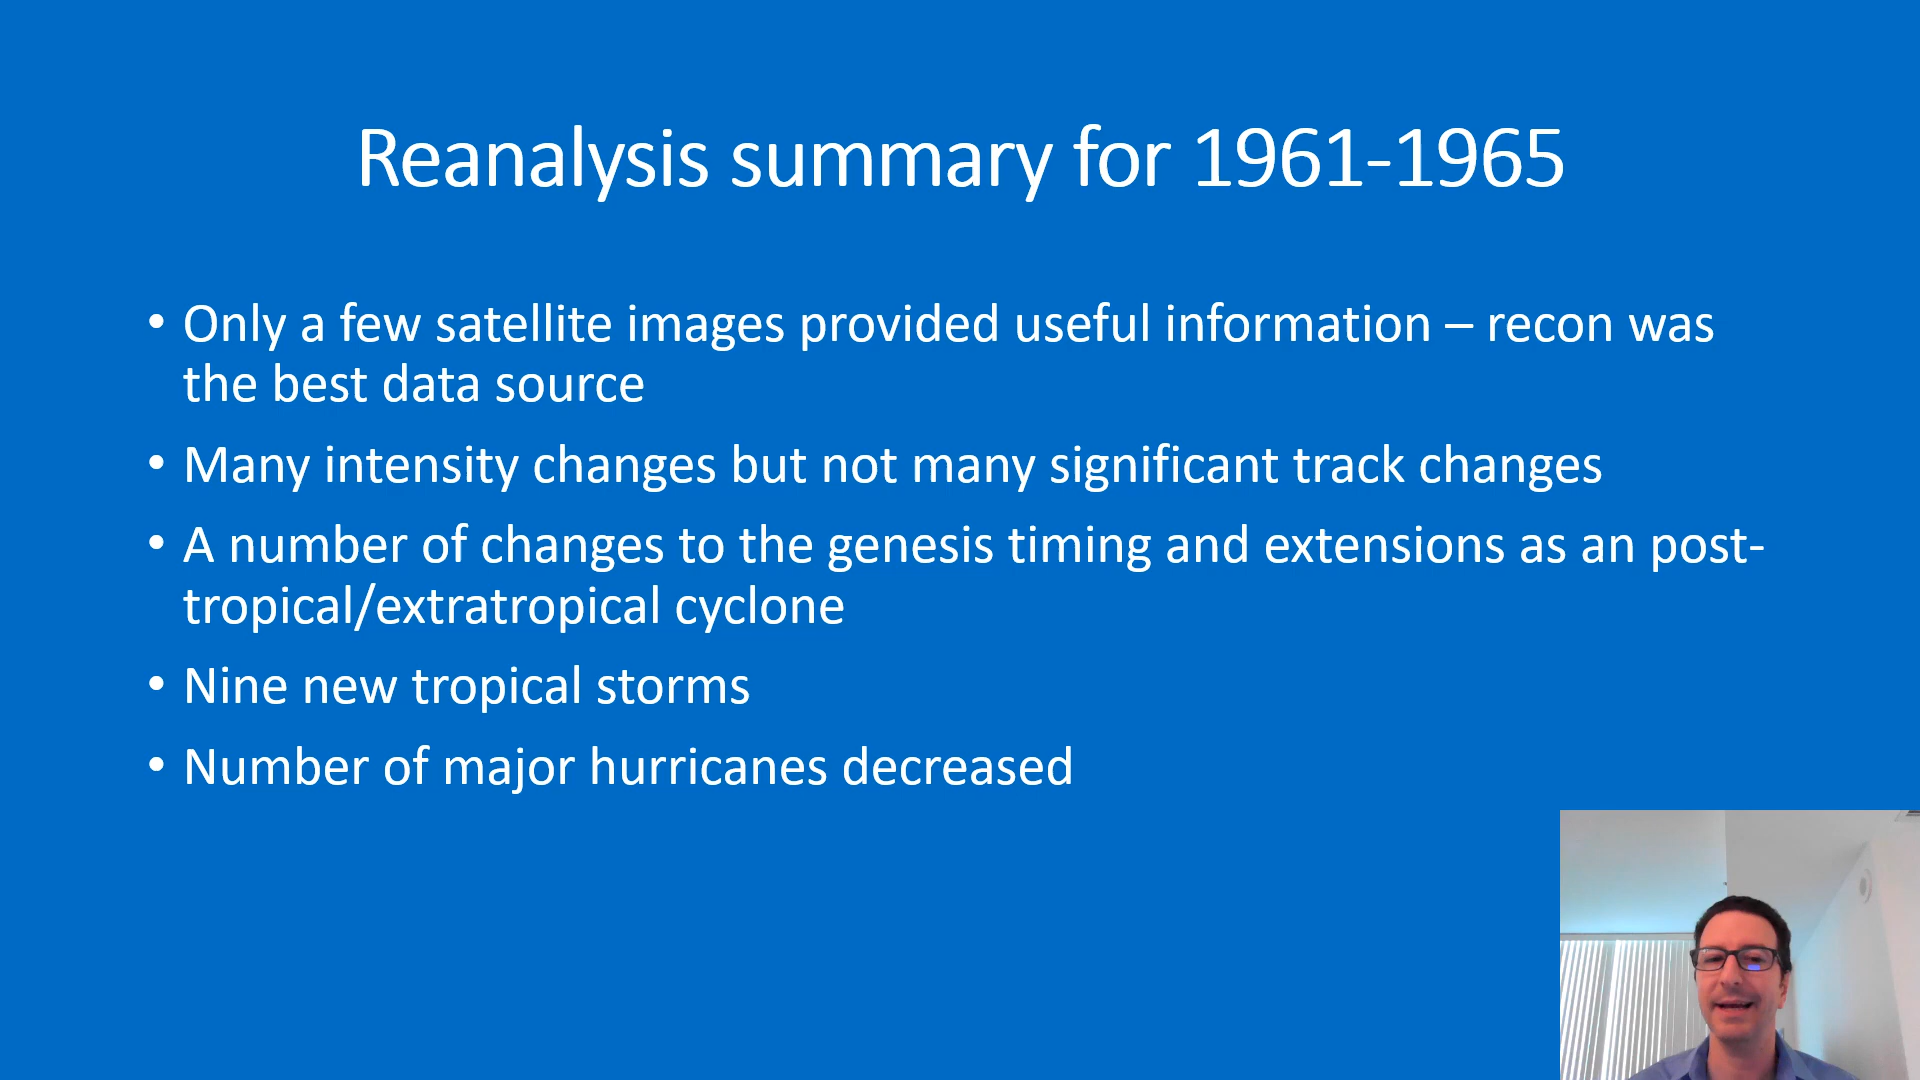 Reanalysis summary for 1961-1965
• Only a few satellite images provided useful information – recon was
the best data source
• Many intensity changes but not many significant track changes
• A number of changes to the genesis timing and extensions as an post-
tropical/extratropical cyclone
• Nine new tropical storms
• Number of major hurricanes decreased